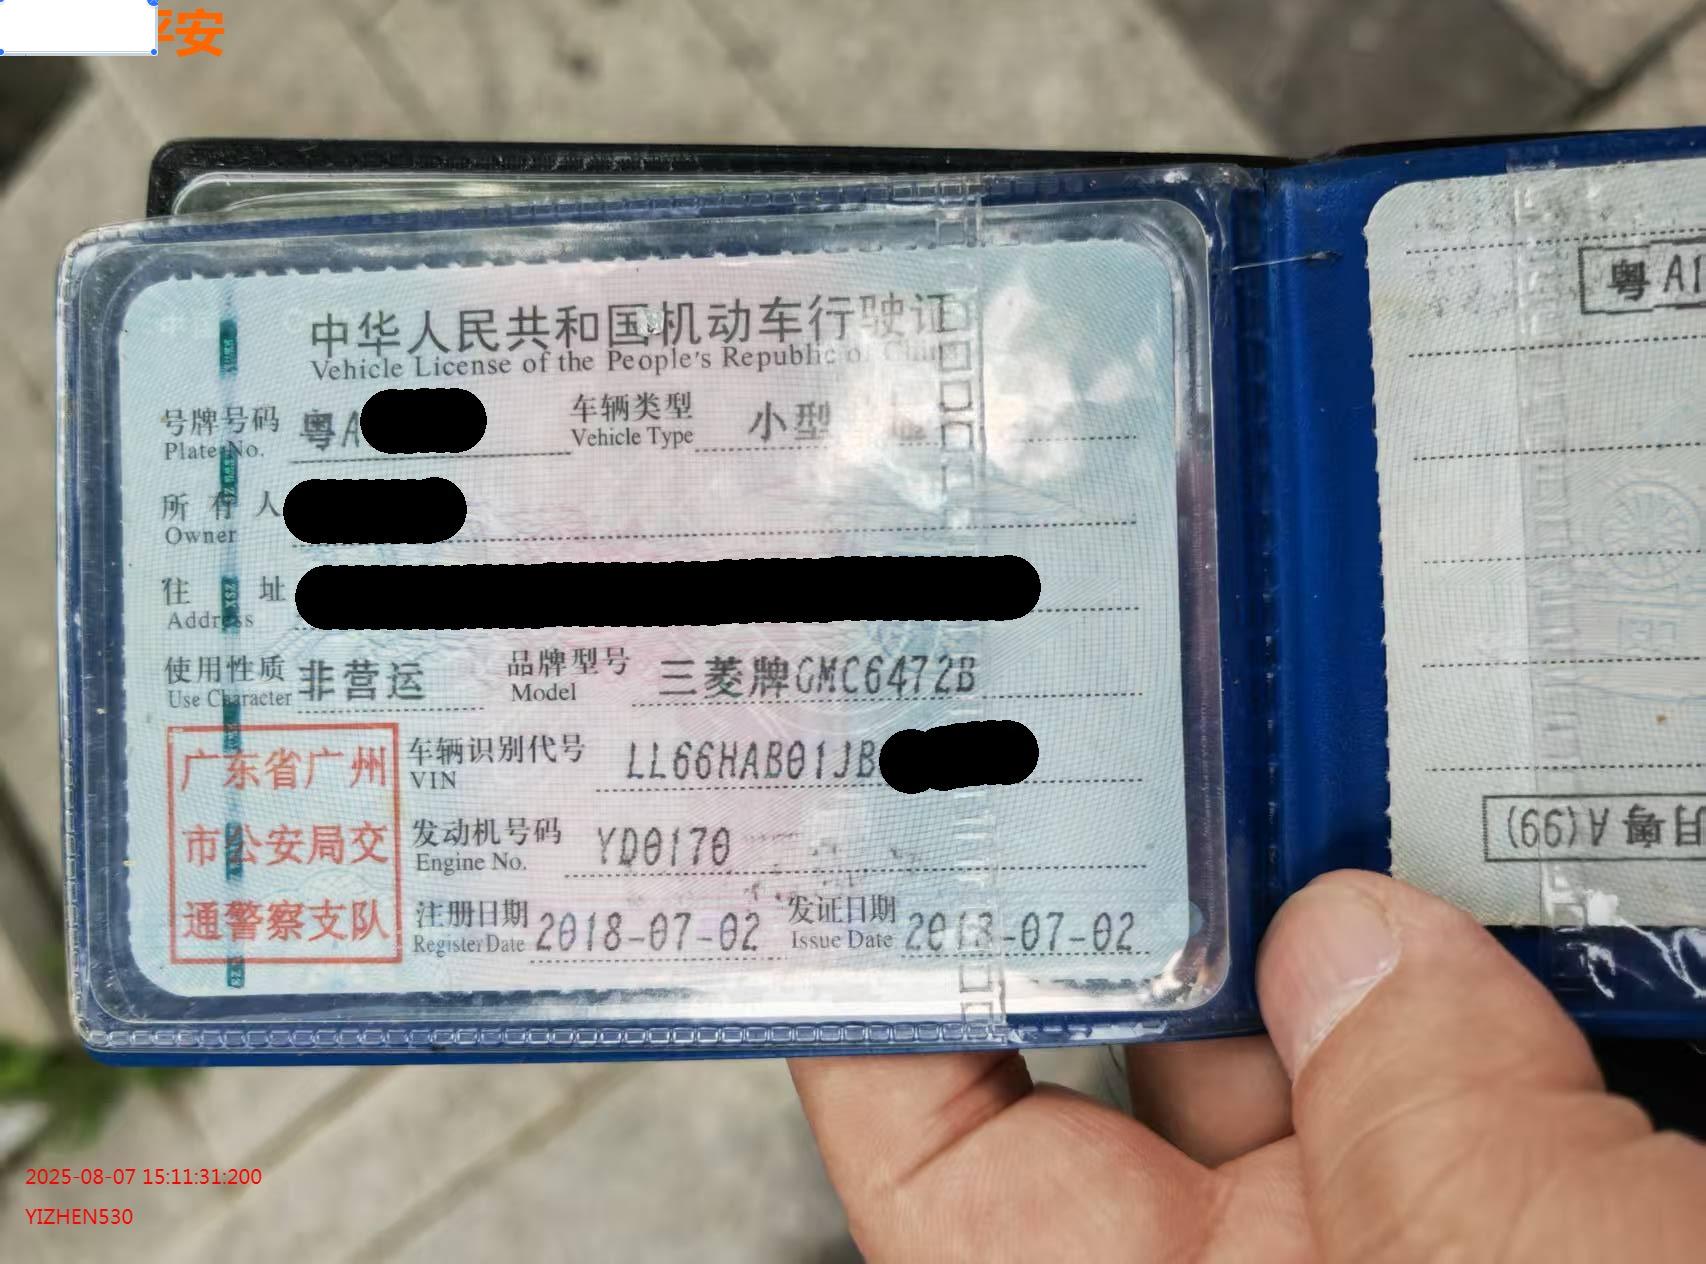 平安
中华人民共和国机动车行驶证
Vehicle License of the People's Republic of China
号牌号码 粤A 车辆类型 小型
Plate No. Vehicle Type
所有人
Owner
住址
Address
使用性质 非营运 品牌型号 三菱牌GMC6472B
Use Character Model
车辆识别代号 LL66HAB01JB
VIN
发动机号码 YD0170
Engine No.
注册日期 2018-07-02 发证日期 2018-07-02
Register Date Issue Date
广东省广州
市公安局交
通警察支队
粤A1
月粤A(99)
2025-08-07 15:11:31:200
YIZHEN530